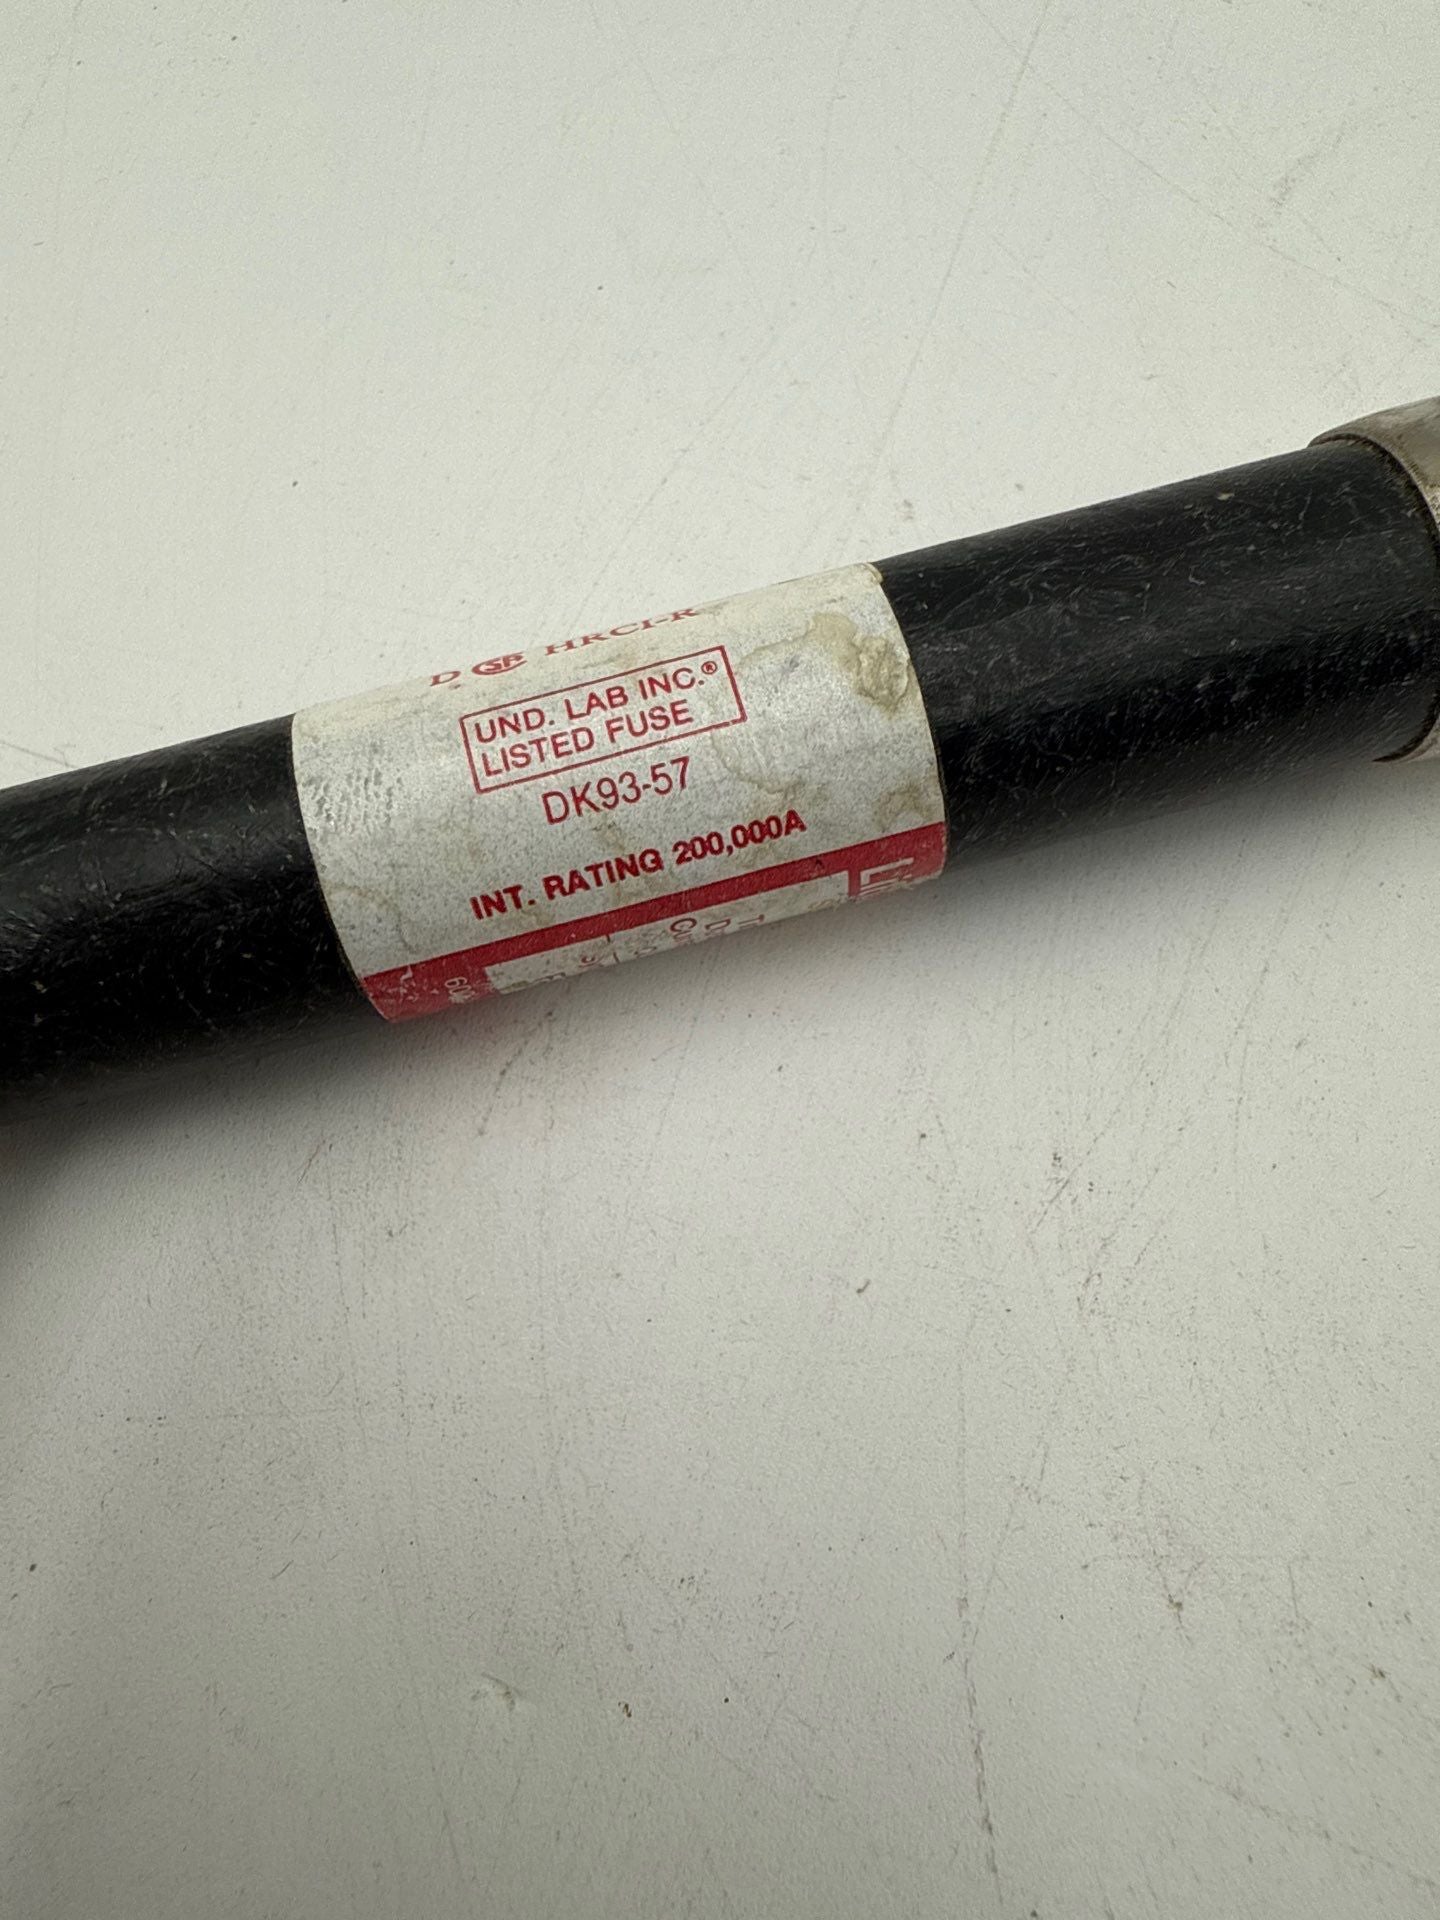 D HRCI-R
UND. LAB INC.®
LISTED FUSE
DK93-57
INT. RATING 200,000A